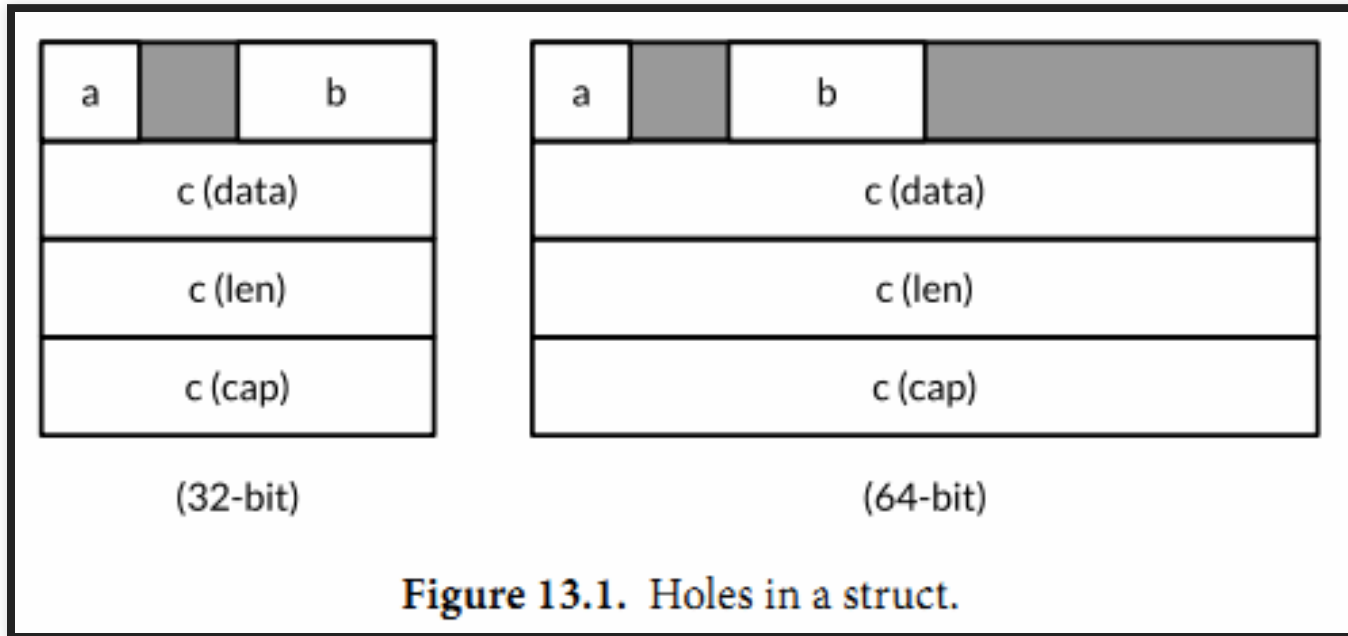 a b a b
c (data) c (data)
c (len) c (len)
c (cap) c (cap)
(32-bit) (64-bit)
Figure 13.1. Holes in a struct.